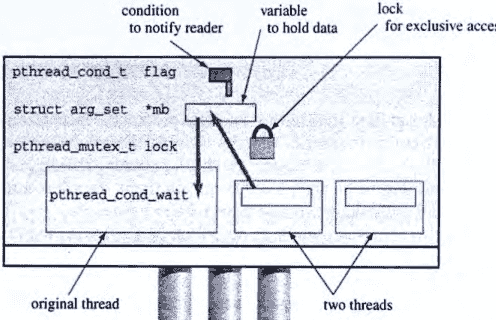 condition
to notify reader
variable
to hold data
lock
for exclusive acce
pthread_cond_t flag
struct arg_set *mb
pthread_mutex_t lock
pthread_cond_wait
original thread
two threads